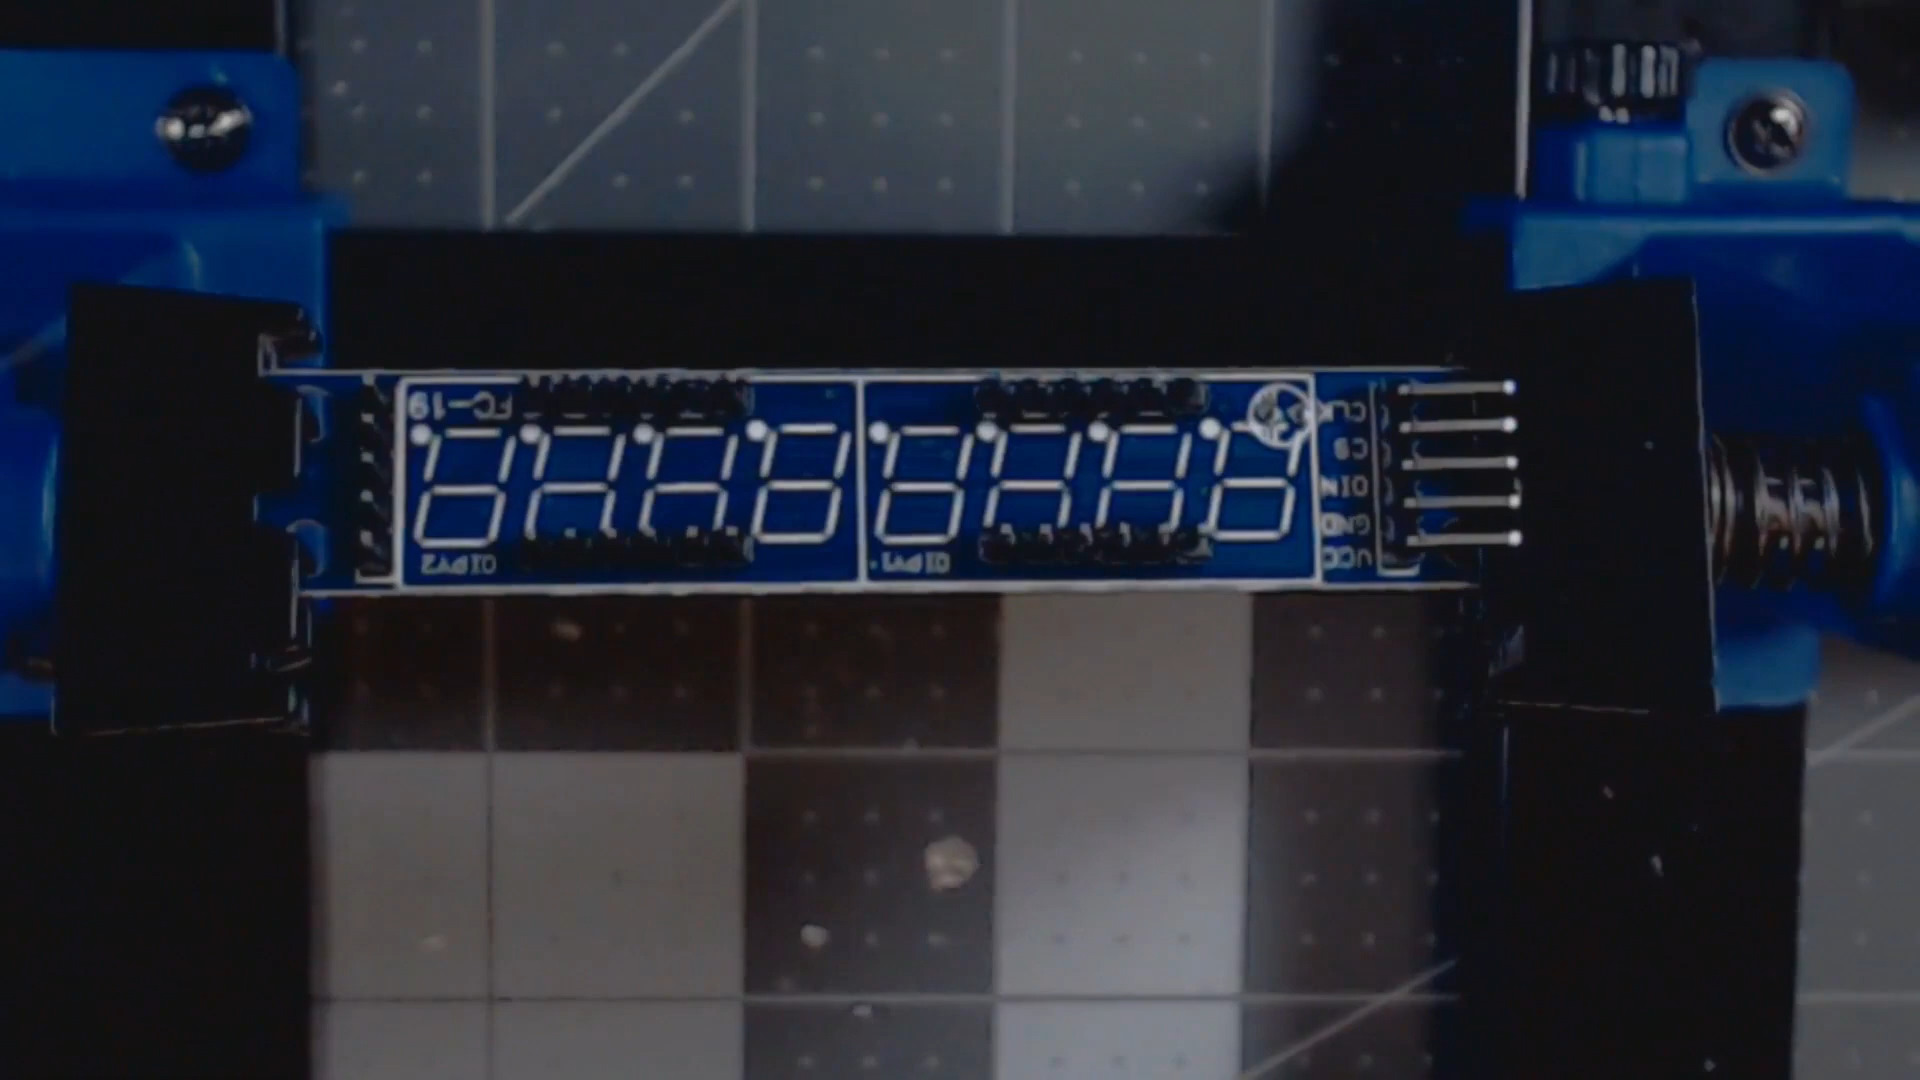 VCC
GND
DIN
CS
CLK
FC-19